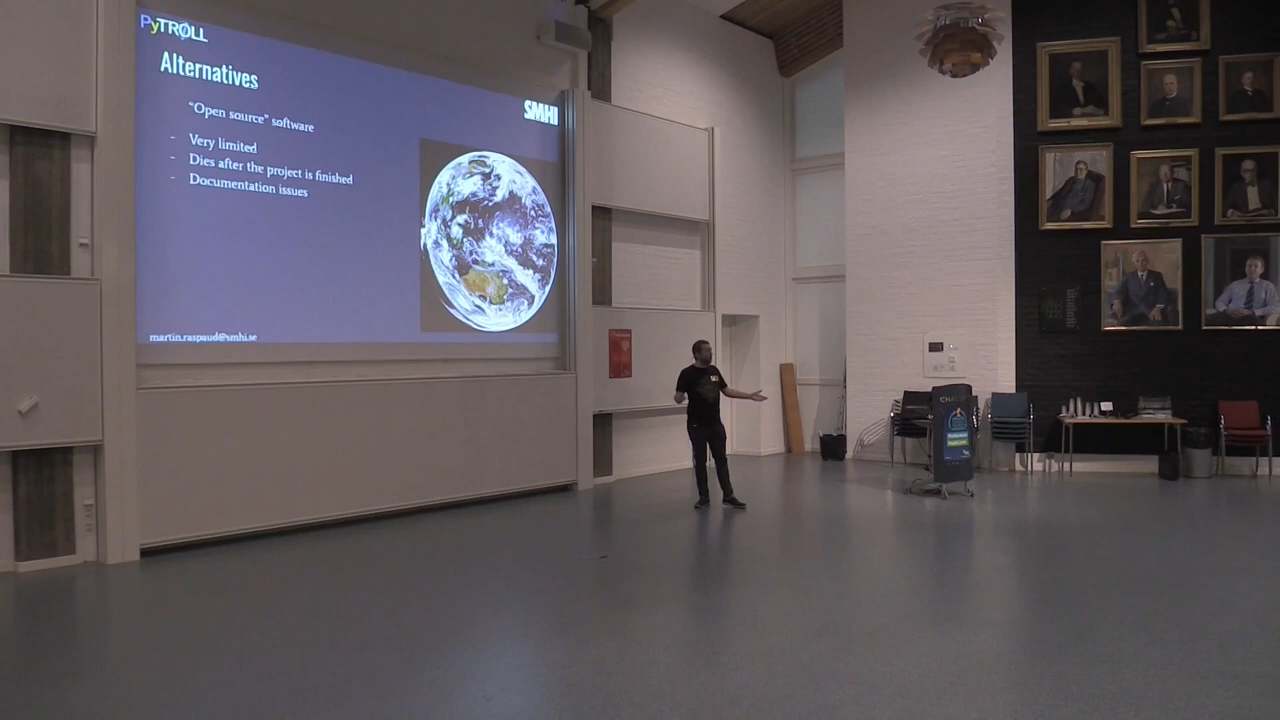 PyTRØLL
Alternatives
SMHI
"Open source" software
- Very limited
- Dies after the project is finished
- Documentation issues
martin.raspaud@smhi.se